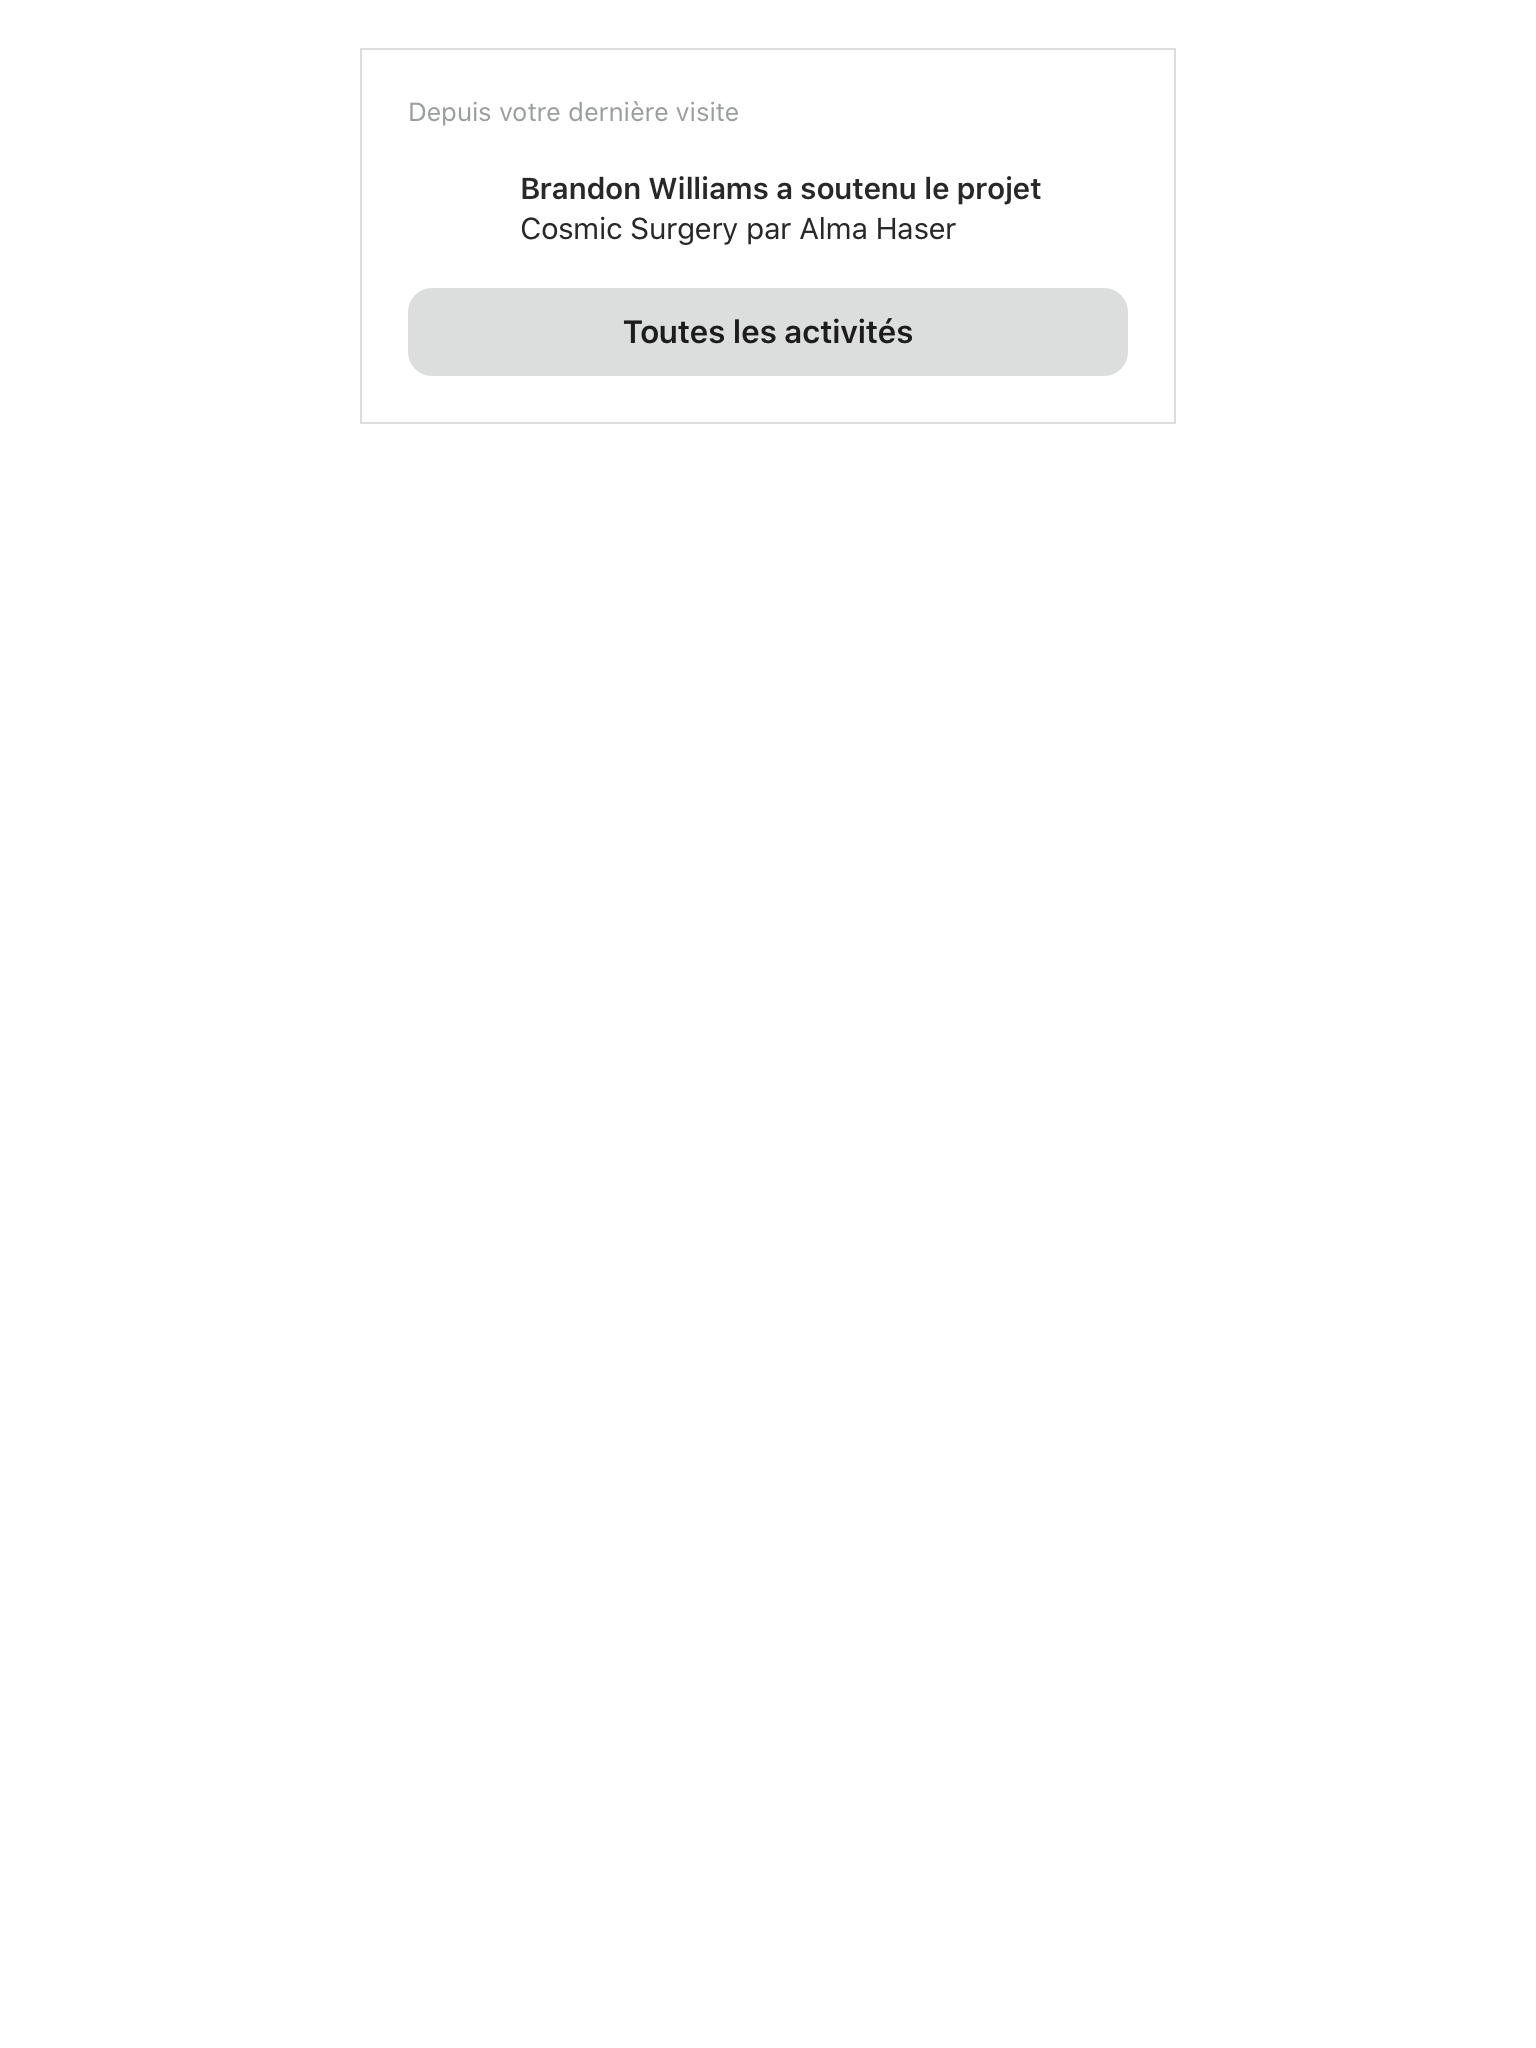 Depuis votre dernière visite
Brandon Williams a soutenu le projet
Cosmic Surgery par Alma Haser
Toutes les activités